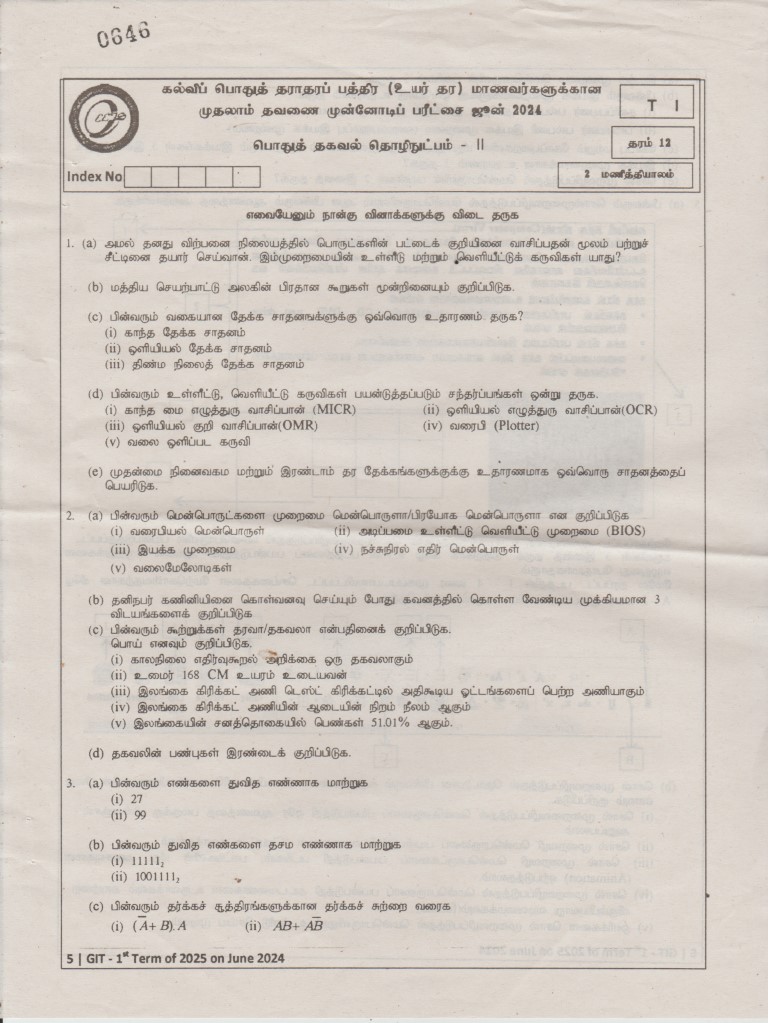 0646
கல்விப் பொதுத் தராதரப் பத்திர (உயர் தர) மாணவர்களுக்கான
முதலாம் தவணை முன்னோடிப் பரீட்சை ஜூன் 2024
T I
பொதுத் தகவல் தொழிநுட்பம் - II
தரம் 12
Index No
2 மணித்தியாலம்
எவையேனும் நான்கு வினாக்களுக்கு விடை தருக
1. (a) அமல் தனது விற்பனை நிலையத்தில் பொருட்களின் பட்டைக் குறியினை வாசிப்பதன் மூலம் பற்றுச்
சீட்டினை தயார் செய்வான். இம்முறைமையின் உள்ளீடு மற்றும் வெளியீட்டுக் கருவிகள் யாது?
(b) மத்திய செயற்பாட்டு அலகின் பிரதான கூறுகள் மூன்றினையும் குறிப்பிடுக.
(c) பின்வரும் வகையான தேக்க சாதனங்களுக்கு ஒவ்வொரு உதாரணம் தருக?
(i) காந்த தேக்க சாதனம்
(ii) ஒளியியல் தேக்க சாதனம்
(iii) திண்ம நிலைத் தேக்க சாதனம்
(d) பின்வரும் உள்ளீட்டு, வெளியீட்டு கருவிகள் பயன்டுத்தப்படும் சந்தர்ப்பங்கள் ஒன்று தருக.
(i) காந்த மை எழுத்துரு வாசிப்பான் (MICR) (ii) ஒளியியல் எழுத்துரு வாசிப்பான்(OCR)
(iii) ஒளியியல் குறி வாசிப்பான்(OMR) (iv) வரைபி (Plotter)
(v) வலை ஒளிப்பட கருவி
(e) முதன்மை நினைவகம மற்றும் இரண்டாம் தர தேக்கங்களுக்குக்கு உதாரணமாக ஒவ்வொரு சாதனத்தைப்
பெயரிடுக.
2. (a) பின்வரும் மென்பொருட்களை முறைமை மென்பொருளா/பிரயோக மென்பொருளா என குறிப்பிடுக
(i) வரைபியல் மென்பொருள் (ii) அடிப்பமை உள்ளீட்டு வெளியீட்டு முறைமை (BIOS)
(iii) இயக்க முறைமை (iv) நச்சுநிரல் எதிர் மென்பொருள்
(v) வலைமேலோடிகள்
(b) தனிநபர் கணினியினை கொள்வனவு செய்யும் போது கவனத்தில் கொள்ள வேண்டிய முக்கியமான 3
விடயங்களைக் குறிப்பிடுக
(c) பின்வரும் கூற்றுக்கள் தரவா/தகவலா என்பதினைக் குறிப்பிடுக.
பொய் எனவும் குறிப்பிடுக.
(i) காலநிலை எதிர்வுகூறல் அறிக்கை ஒரு தகவலாகும்
(ii) உமைர் 168 CM உயரம் உடையவன்
(iii) இலங்கை கிரிக்கட் அணி டெஸ்ட் கிரிக்கட்டில் அதிகூடிய ஓட்டங்களைப் பெற்ற அணியாகும்
(iv) இலங்கை கிரிக்கட் அணியின் ஆடையின் நிறம் நீலம் ஆகும்
(v) இலங்கையின் சனத்தொகையில் பெண்கள் 51.01% ஆகும்.
(d) தகவலின் பண்புகள் இரண்டைக் குறிப்பிடுக.
3. (a) பின்வரும் எண்களை துவித எண்ணாக மாற்றுக
(i) 27
(ii) 99
(b) பின்வரும் துவித எண்களை தசம எண்ணாக மாற்றுக
(i) 11111₂
(ii) 1001111₂
(c) பின்வரும் தர்க்கச் சூத்திரங்களுக்கான தர்க்கச் சுற்றை வரைக
(i) (A̅+ B).A (ii) AB+ AB̅
5 | GIT - 1st Term of 2025 on June 2024